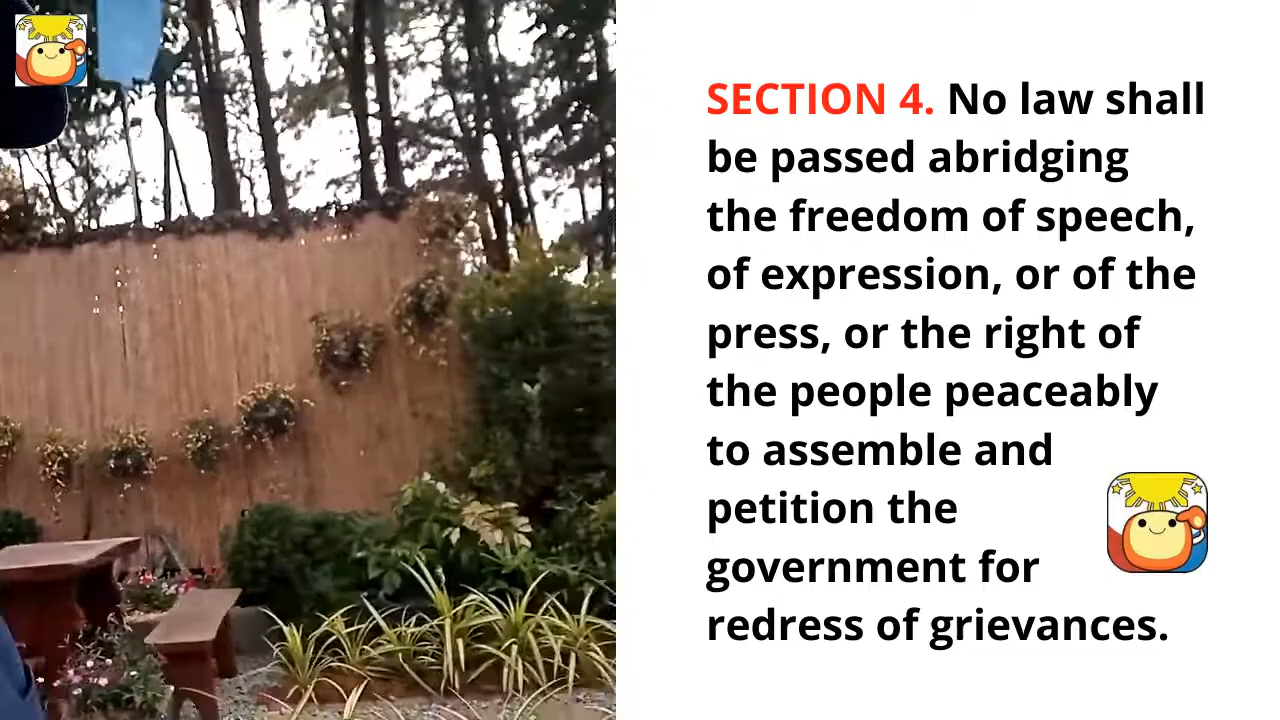 SECTION 4. No law shall
be passed abridging
the freedom of speech,
of expression, or of the
press, or the right of
the people peaceably
to assemble and
petition the
government for
redress of grievances.